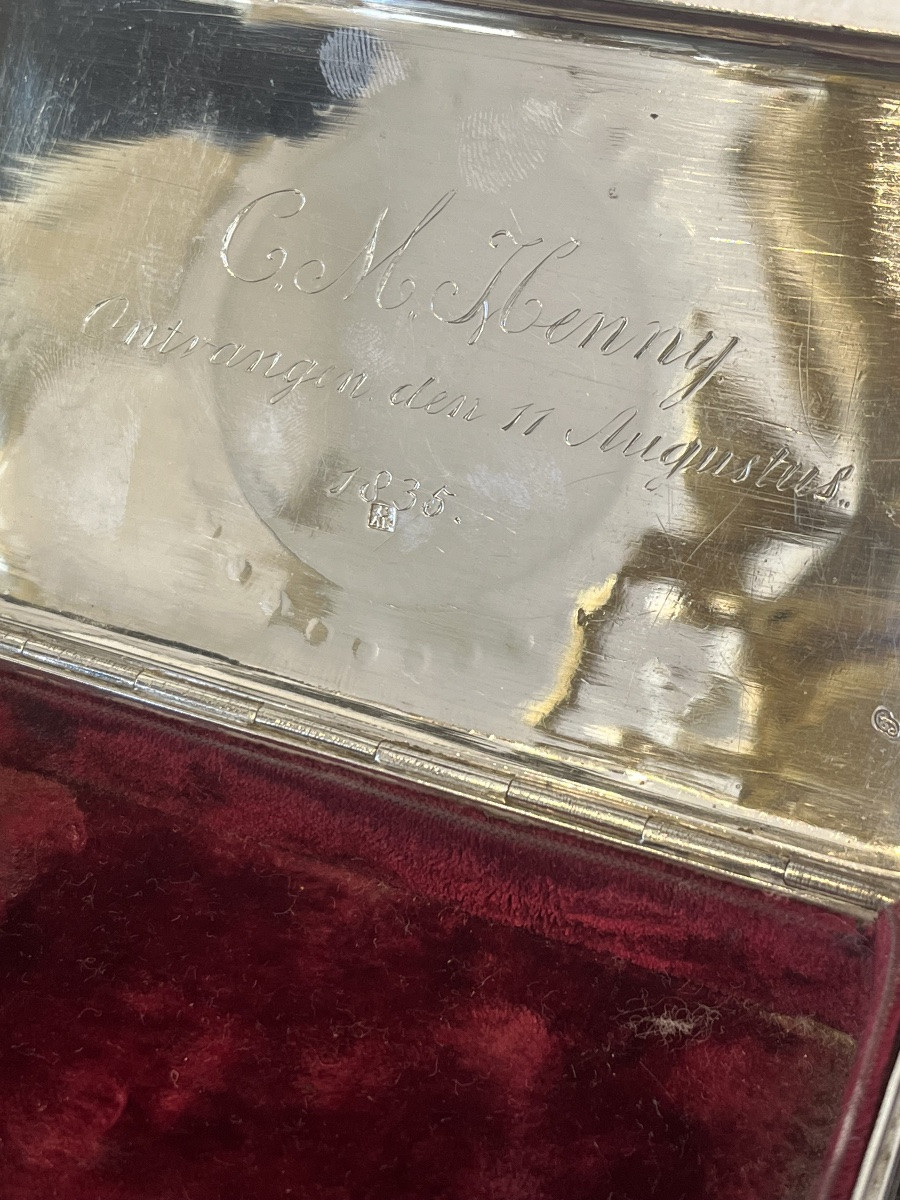 C. M. Henny
Ontvangen den 11 Augustus.
1835.